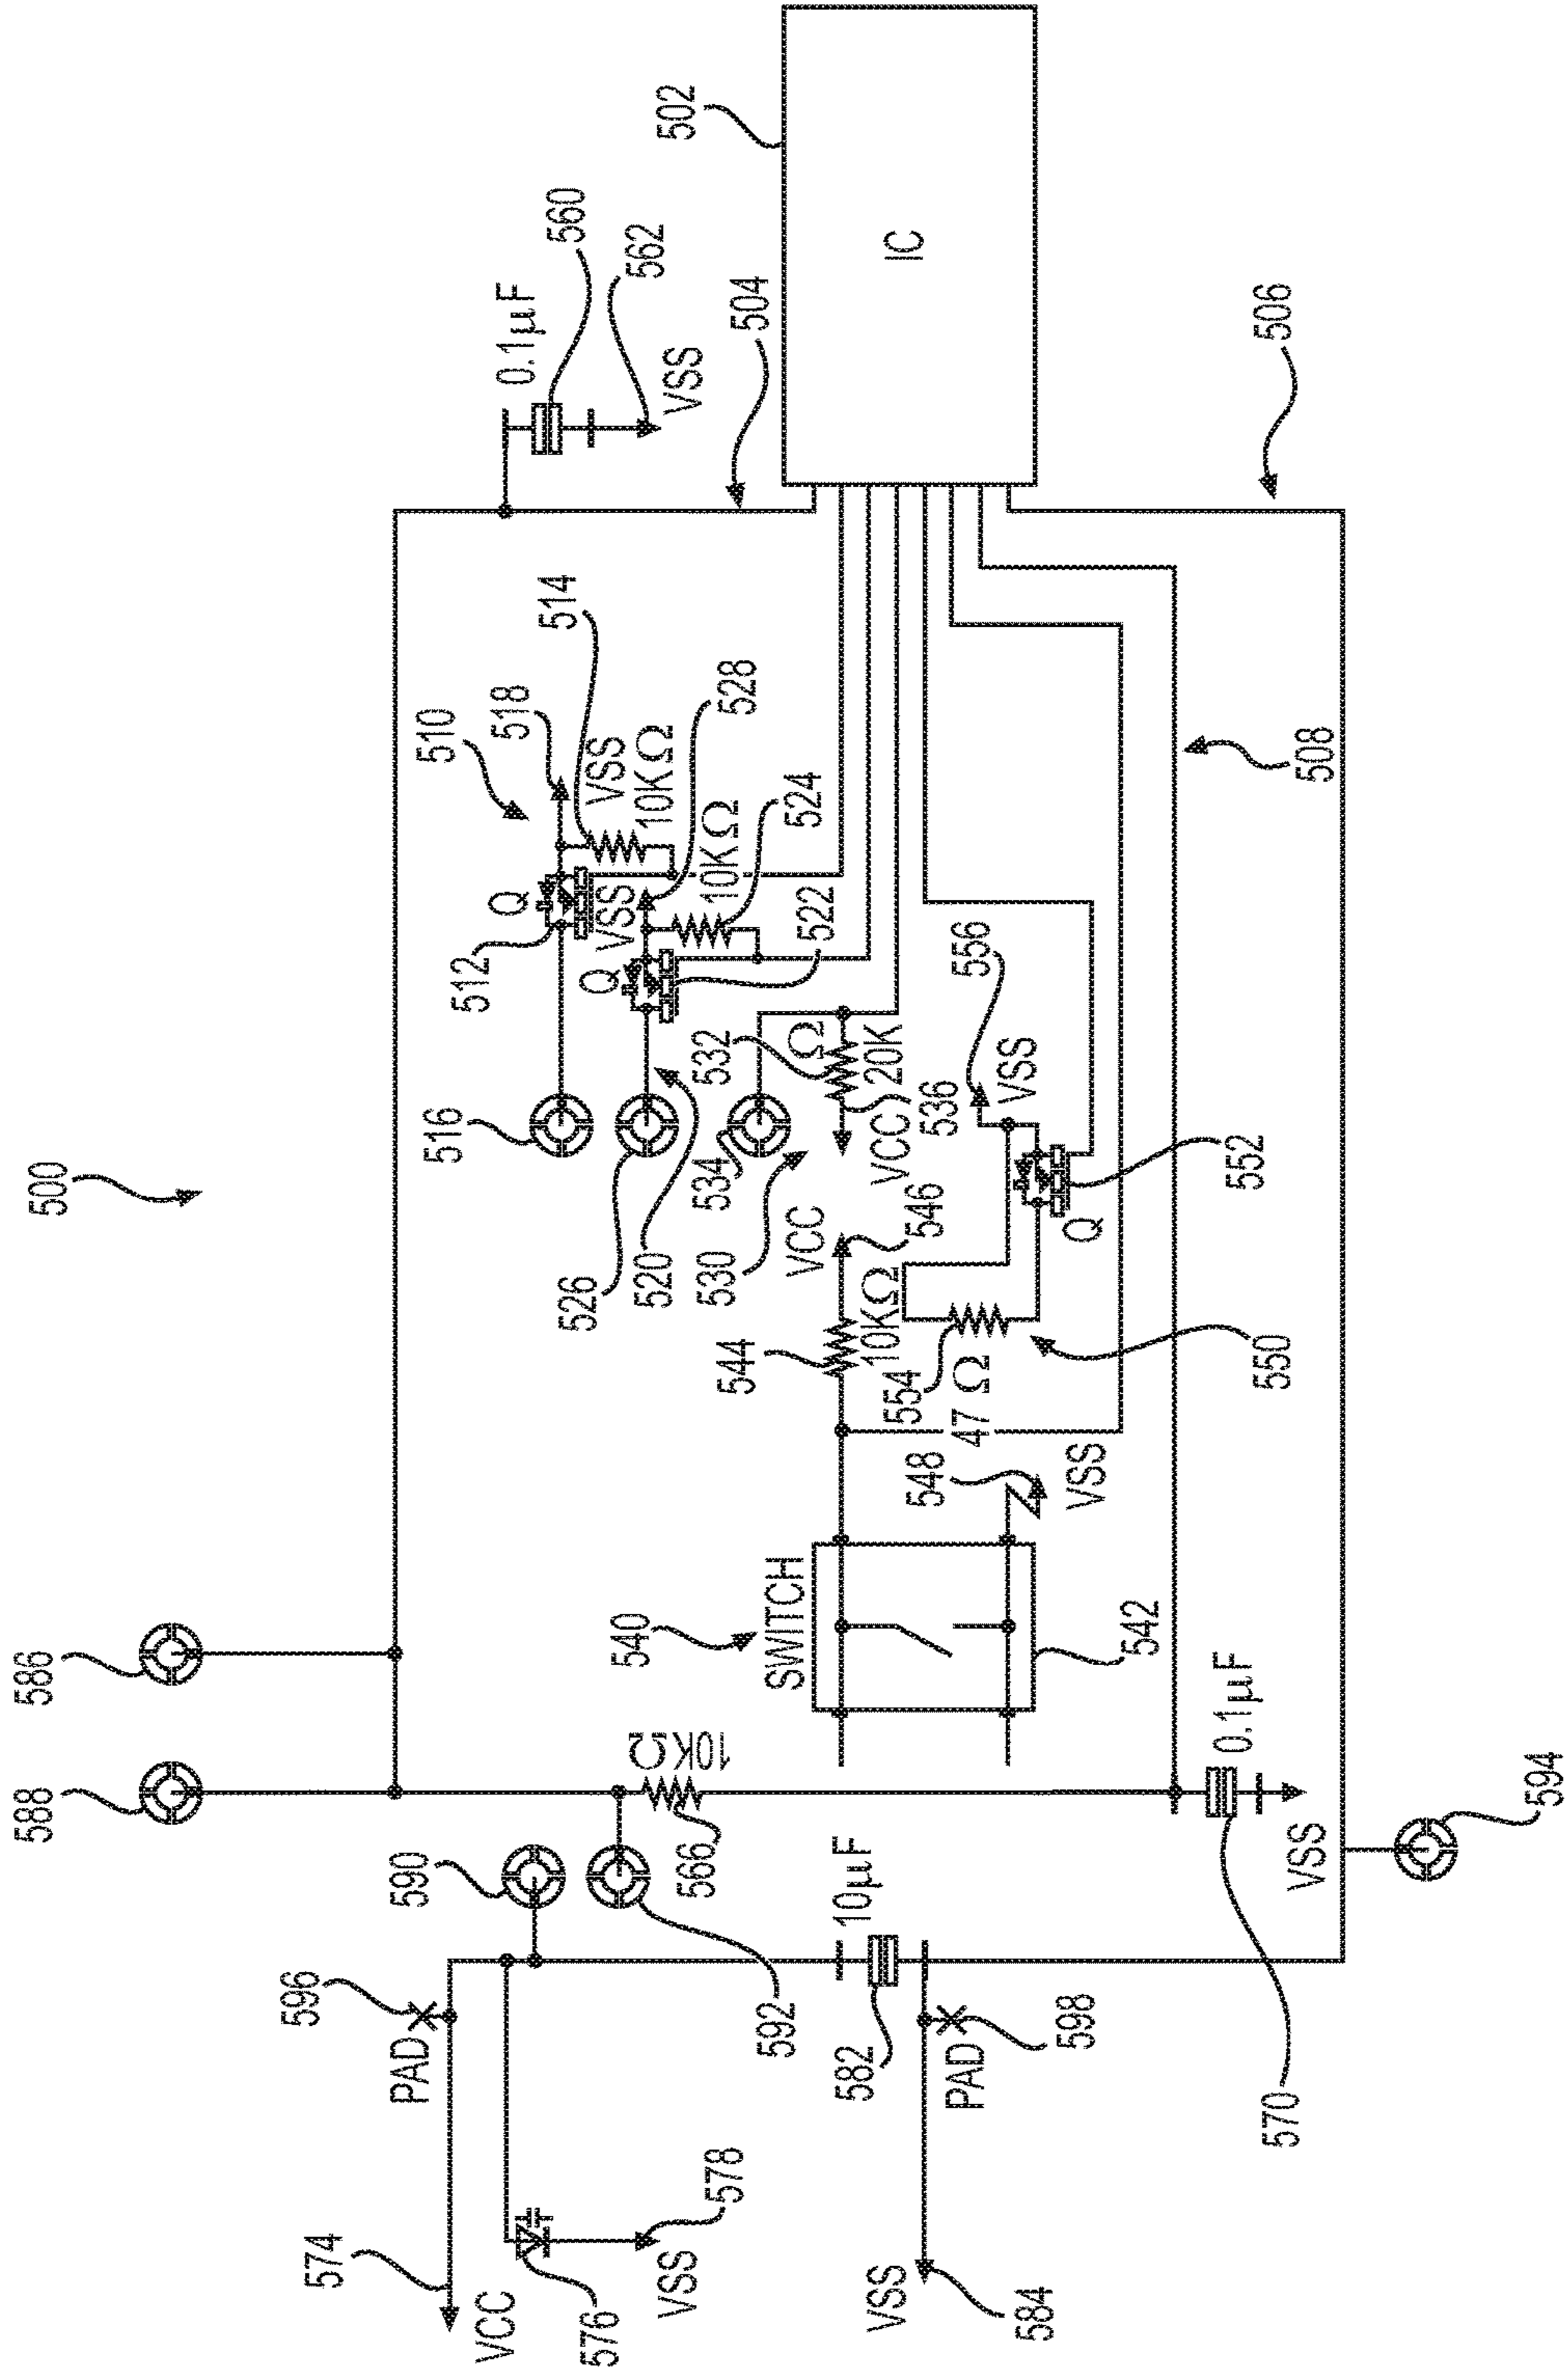 500
502
IC
504
506
508
510
512
514
516
518
Q
VSS
10KΩ
520
522
524
526
528
Q
VSS
10KΩ
530
532
534
536
Ω
20K
VCC
540
SWITCH
542
544
10KΩ
546
VCC
548
VSS
550
552
Q
554
47 Ω
556
VSS
0.1μF
560
562
VSS
566
10KΩ
0.1μF
570
VSS
574
VCC
576
578
VSS
10μF
582
584
VSS
586
588
590
592
594
596
PAD
598
PAD